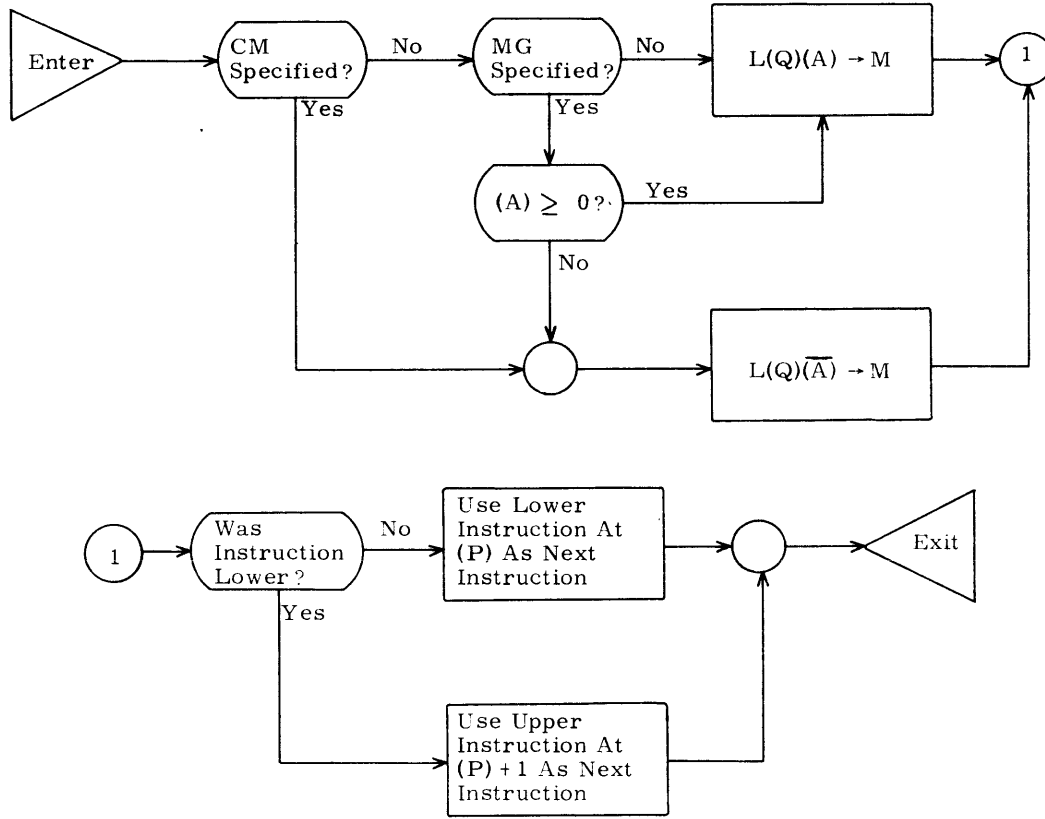 Enter
CM
Specified?
No
Yes
MG
Specified?
No
Yes
L(Q)(A) → M
1
(A) ≥ 0?
Yes
No
L(Q)(A̅) → M
1
Was
Instruction
Lower?
No
Yes
Use Lower
Instruction At
(P) As Next
Instruction
Exit
Use Upper
Instruction At
(P)+1 As Next
Instruction